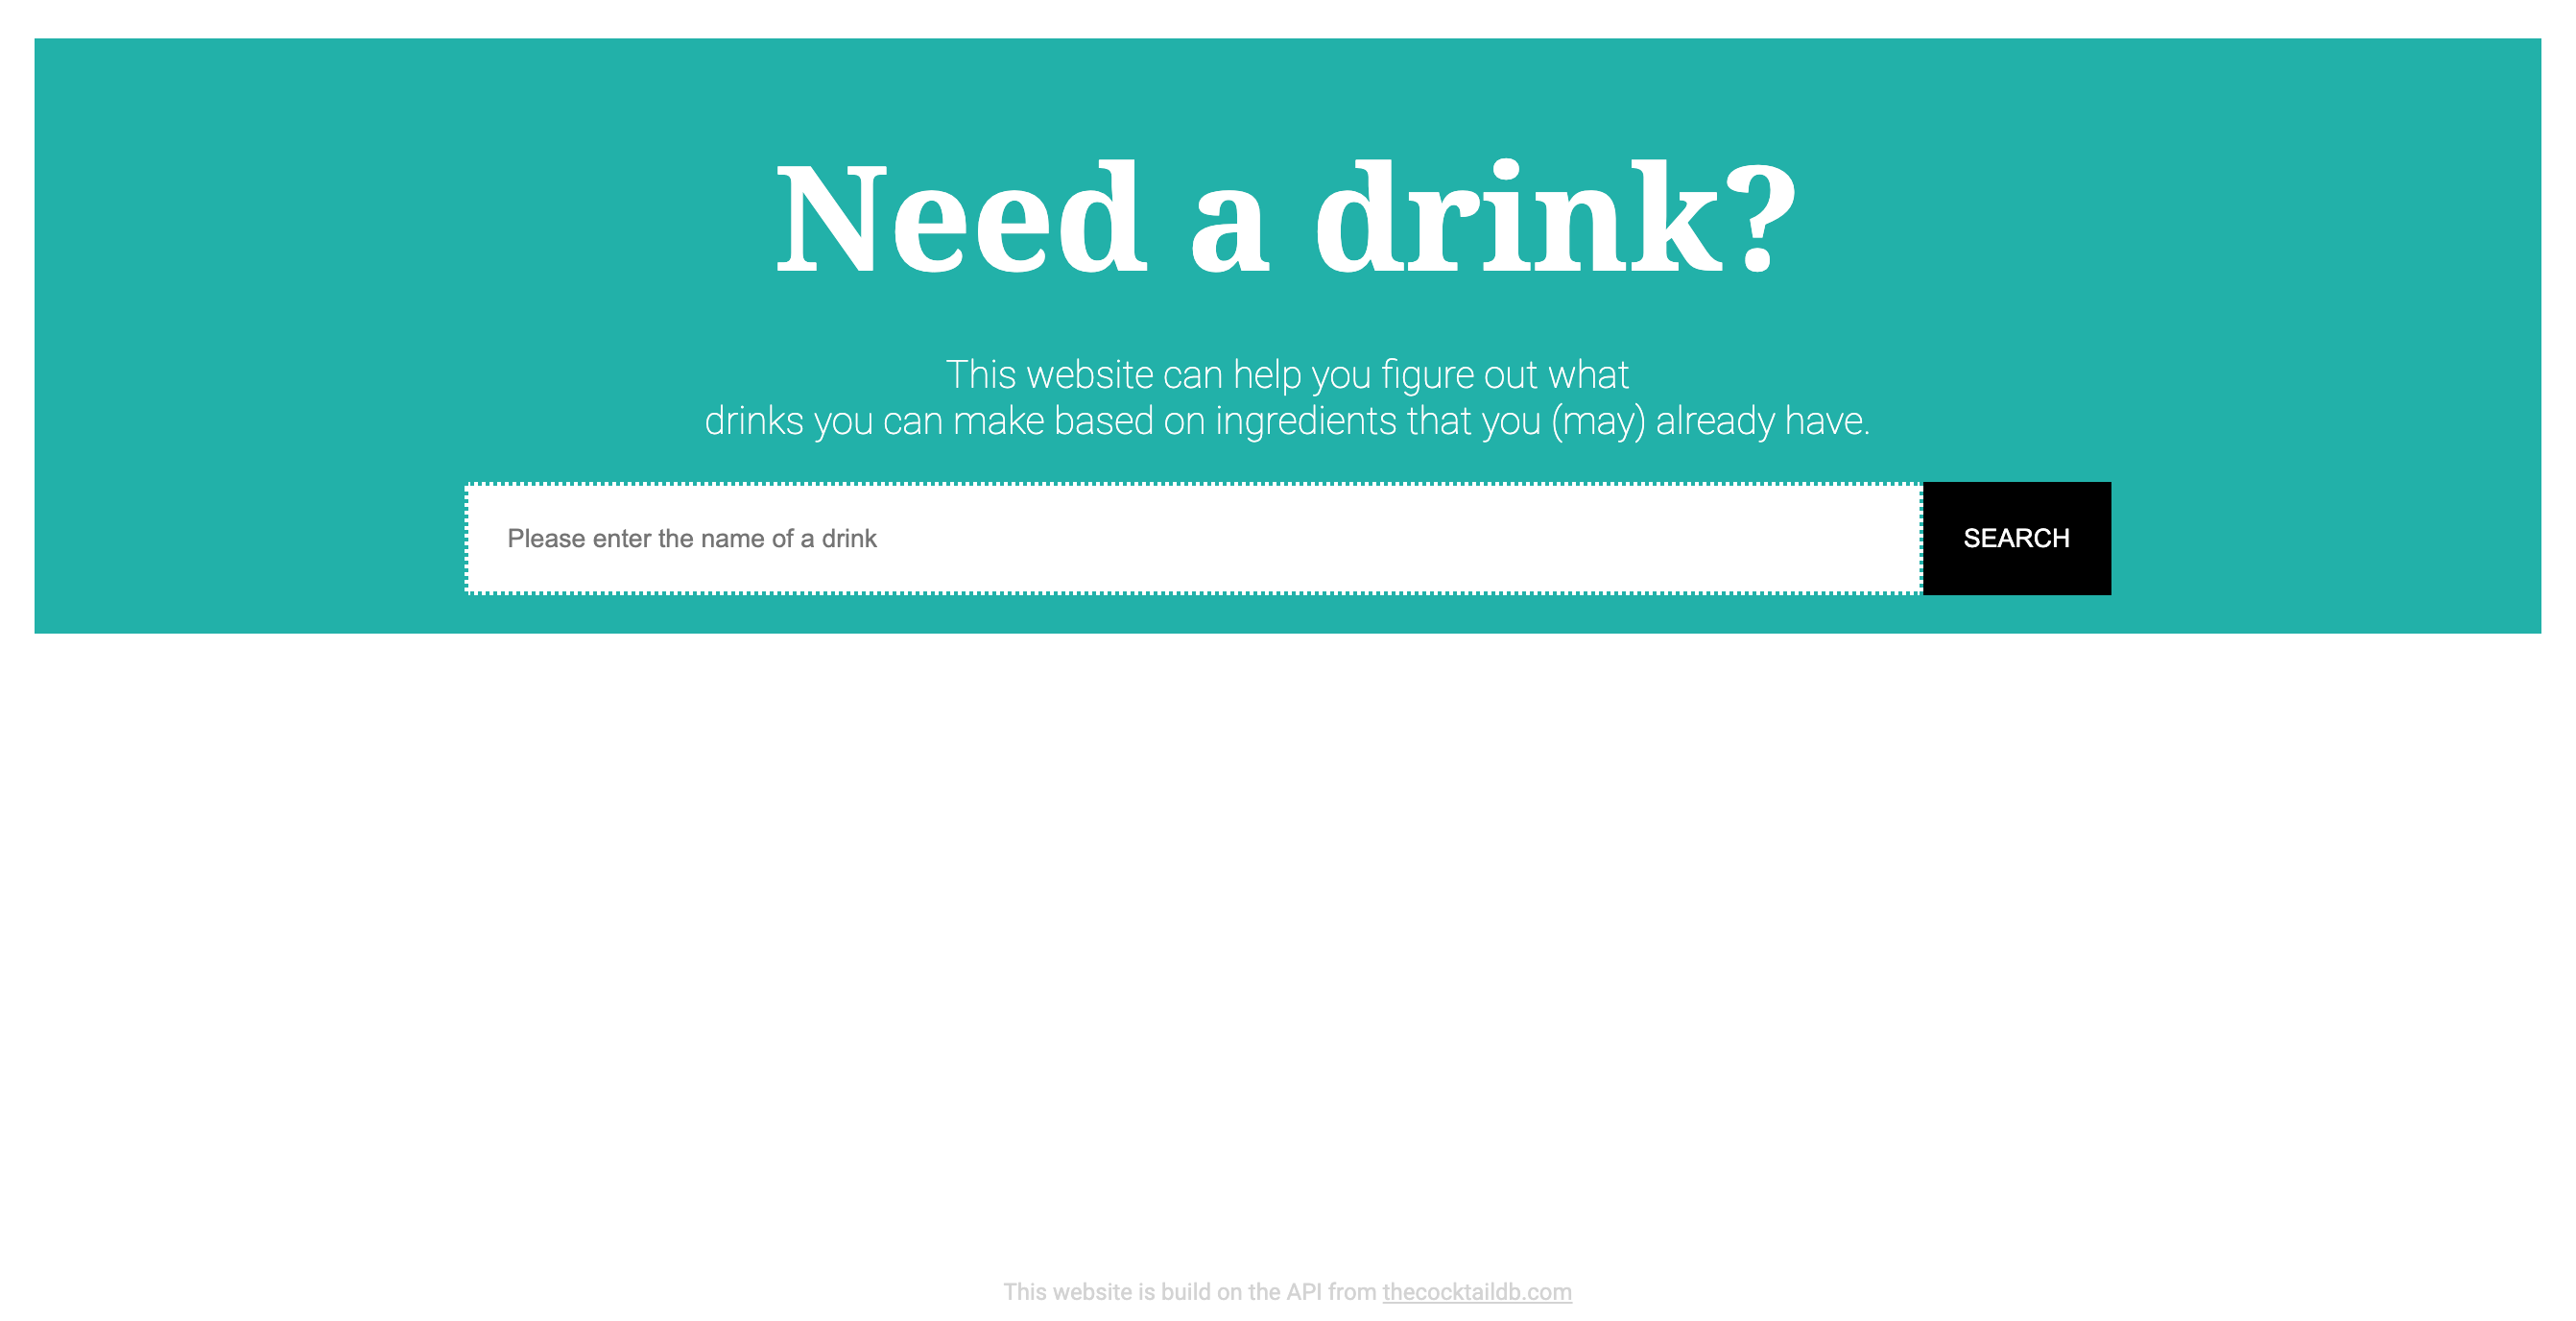 Need a drink?
This website can help you figure out what
drinks you can make based on ingredients that you (may) already have.
Please enter the name of a drink
SEARCH
This website is build on the API from thecocktaildb.com